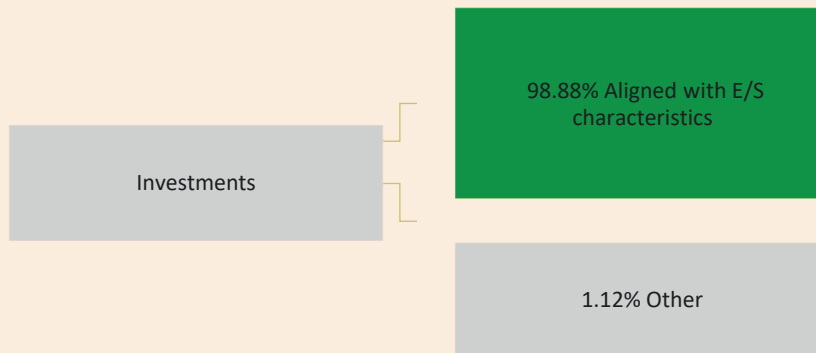 98.88% Aligned with E/S
characteristics
Investments
1.12% Other